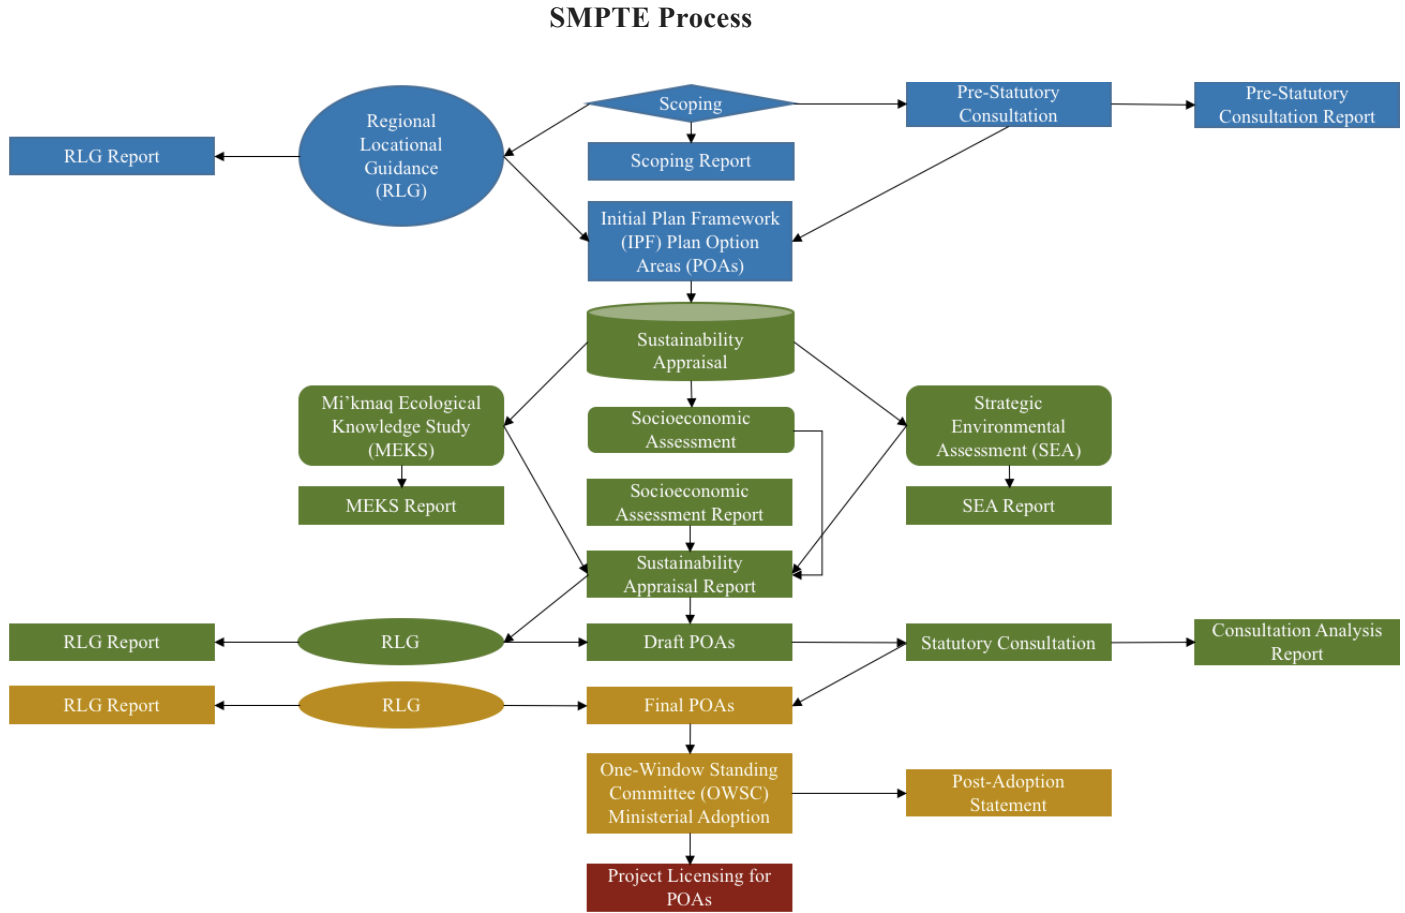 SMPTE Process
Regional
Locational
Guidance
(RLG)
RLG Report
Scoping
Scoping Report
Pre-Statutory
Consultation
Pre-Statutory
Consultation Report
Initial Plan Framework
(IPF) Plan Option
Areas (POAs)
Sustainability
Appraisal
Mi’kmaq Ecological
Knowledge Study
(MEKS)
Socioeconomic
Assessment
Strategic
Environmental
Assessment (SEA)
MEKS Report
Socioeconomic
Assessment Report
SEA Report
Sustainability
Appraisal Report
RLG Report
RLG
Draft POAs
Statutory Consultation
Consultation Analysis
Report
RLG Report
RLG
Final POAs
One-Window Standing
Committee (OWSC)
Ministerial Adoption
Post-Adoption
Statement
Project Licensing for
POAs